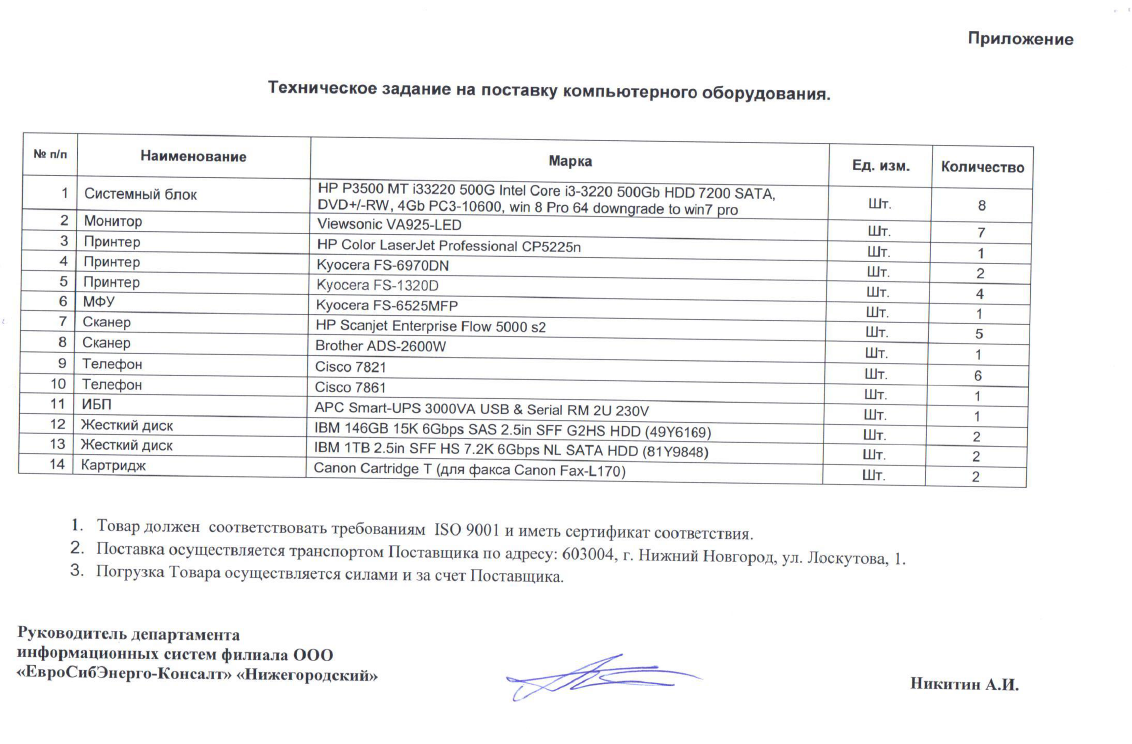 Приложение
Техническое задание на поставку компьютерного оборудования.
№ п/п Наименование Марка Ед. изм. Количество
1 Системный блок HP P3500 MT i33220 500G Intel Core i3-3220 500Gb HDD 7200 SATA,
DVD+/-RW, 4Gb PC3-10600, win 8 Pro 64 downgrade to win7 pro Шт. 8
2 Монитор Viewsonic VA925-LED Шт. 7
3 Принтер HP Color LaserJet Professional CP5225n Шт. 1
4 Принтер Kyocera FS-6970DN Шт. 2
5 Принтер Kyocera FS-1320D Шт. 4
6 МФУ Kyocera FS-6525MFP Шт. 1
7 Сканер HP Scanjet Enterprise Flow 5000 s2 Шт. 5
8 Сканер Brother ADS-2600W Шт. 1
9 Телефон Cisco 7821 Шт. 6
10 Телефон Cisco 7861 Шт. 1
11 ИБП APC Smart-UPS 3000VA USB & Serial RM 2U 230V Шт. 1
12 Жесткий диск IBM 146GB 15K 6Gbps SAS 2.5in SFF G2HS HDD (49Y6169) Шт. 2
13 Жесткий диск IBM 1TB 2.5in SFF HS 7.2K 6Gbps NL SATA HDD (81Y9848) Шт. 2
14 Картридж Canon Cartridge T (для факса Canon Fax-L170) Шт. 2
1. Товар должен соответствовать требованиям ISO 9001 и иметь сертификат соответствия.
2. Поставка осуществляется транспортом Поставщика по адресу: 603004, г. Нижний Новгород, ул. Лоскутова, 1.
3. Погрузка Товара осуществляется силами и за счет Поставщика.
Руководитель департамента
информационных систем филиала ООО
«ЕвроСибЭнерго-Консалт» «Нижегородский»
Никитин А.И.